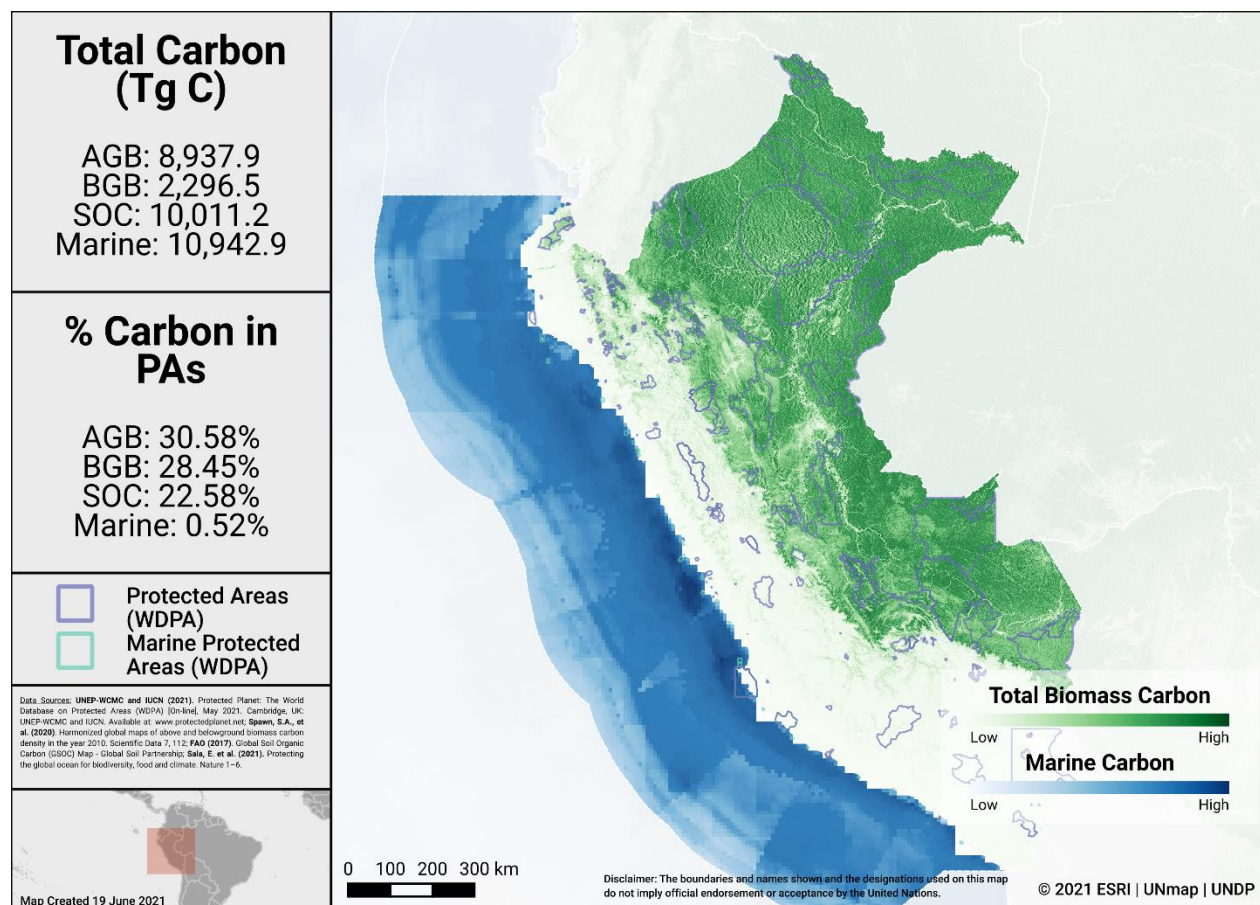 Total Carbon
(Tg C)
AGB: 8,937.9
BGB: 2,296.5
SOC: 10,011.2
Marine: 10,942.9
% Carbon in
PAs
AGB: 30.58%
BGB: 28.45%
SOC: 22.58%
Marine: 0.52%
Protected Areas
(WDPA)
Marine Protected
Areas (WDPA)
Data Sources: UNEP-WCMC and IUCN (2021). Protected Planet: The World
Database on Protected Areas (WDPA) [On-line], May 2021. Cambridge, UK:
UNEP-WCMC and IUCN. Available at: www.protectedplanet.net; Spawn, S.A., et
al. (2020). Harmonized global maps of above and belowground biomass carbon
density in the year 2010. Scientific Data 7, 112; FAO (2017). Global Soil Organic
Carbon (GSOC) Map - Global Soil Partnership; Sala, E. et al. (2021). Protecting
the global ocean for biodiversity, food and climate. Nature 1–6.
Map Created 19 June 2021
Total Biomass Carbon
Low High
Marine Carbon
Low High
0 100 200 300 km
Disclaimer: The boundaries and names shown and the designations used on this map
do not imply official endorsement or acceptance by the United Nations.
© 2021 ESRI | UNmap | UNDP